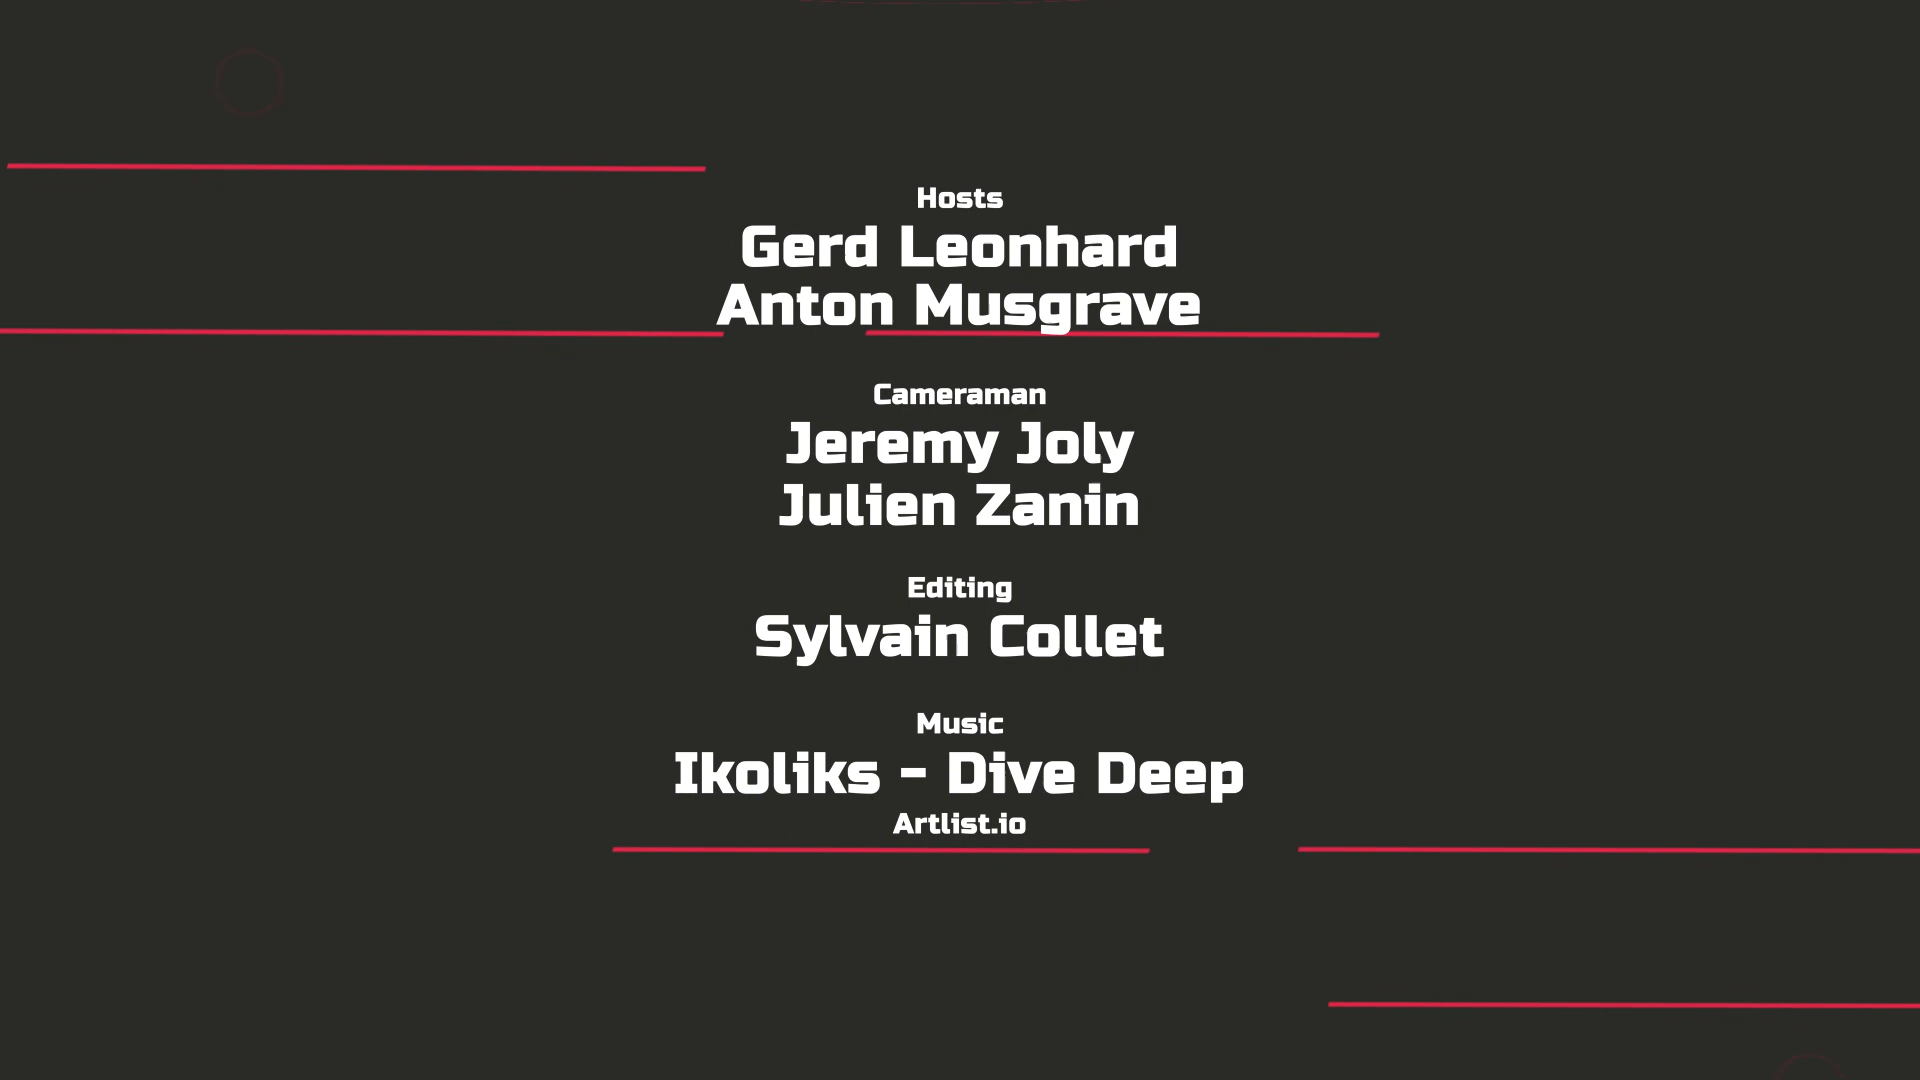 Hosts
Gerd Leonhard
Anton Musgrave
Cameraman
Jeremy Joly
Julien Zanin
Editing
Sylvain Collet
Music
Ikoliks - Dive Deep
Artlist.io